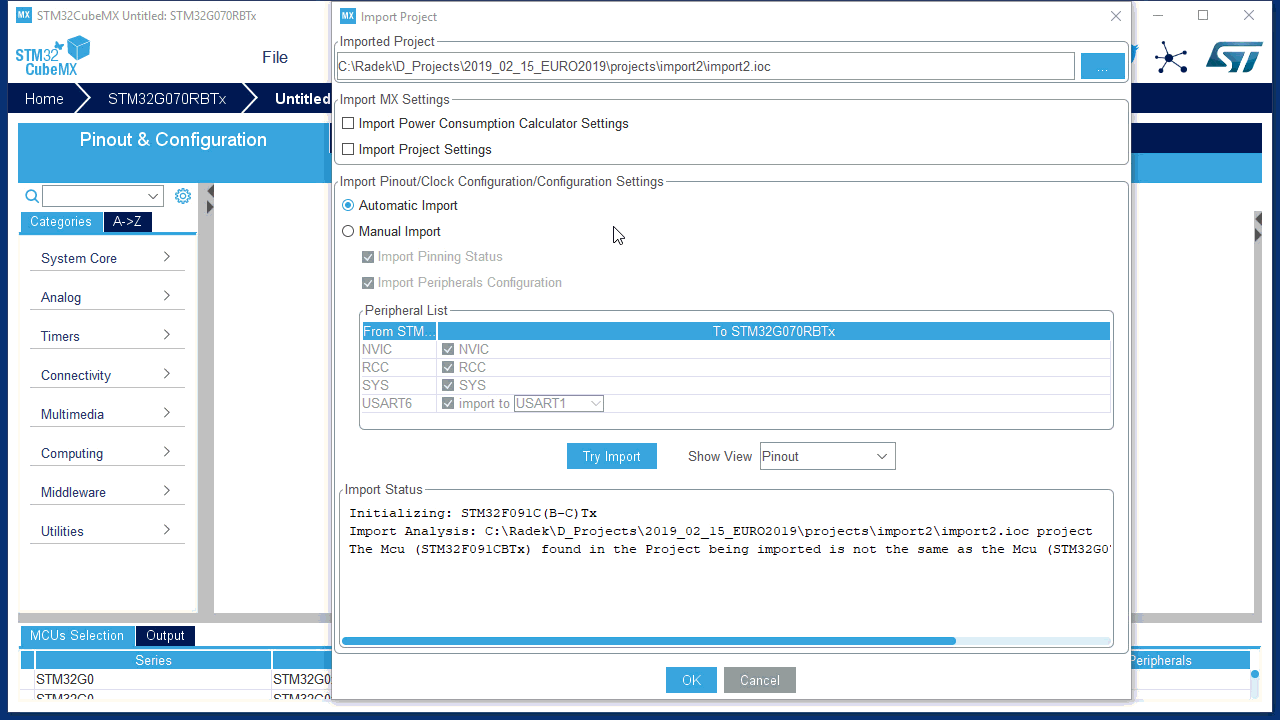 MX STM32CubeMX Untitled: STM32G070RBTx
MX Import Project
STM32
CubeMX
File
ST
Home
STM32G070RBTx
Untitled
Pinout & Configuration
Categories
A->Z
System Core
Analog
Timers
Connectivity
Multimedia
Computing
Middleware
Utilities
Imported Project
C:\Radek\D_Projects\2019_02_15_EURO2019\projects\import2\import2.ioc
...
Import MX Settings
Import Power Consumption Calculator Settings
Import Project Settings
Import Pinout/Clock Configuration/Configuration Settings
Automatic Import
Manual Import
Import Pinning Status
Import Peripherals Configuration
Peripheral List
From STM... To STM32G070RBTx
NVIC NVIC
RCC RCC
SYS SYS
USART6 import to USART1
Try Import Show View Pinout
Import Status
Initializing: STM32F091C(B-C)Tx
Import Analysis: C:\Radek\D_Projects\2019_02_15_EURO2019\projects\import2\import2.ioc project
The Mcu (STM32F091CBTx) found in the Project being imported is not the same as the Mcu (STM32G0
OK Cancel
MCUs Selection Output
Series Peripherals
STM32G0 STM32G0
STM32G0 STM32G0